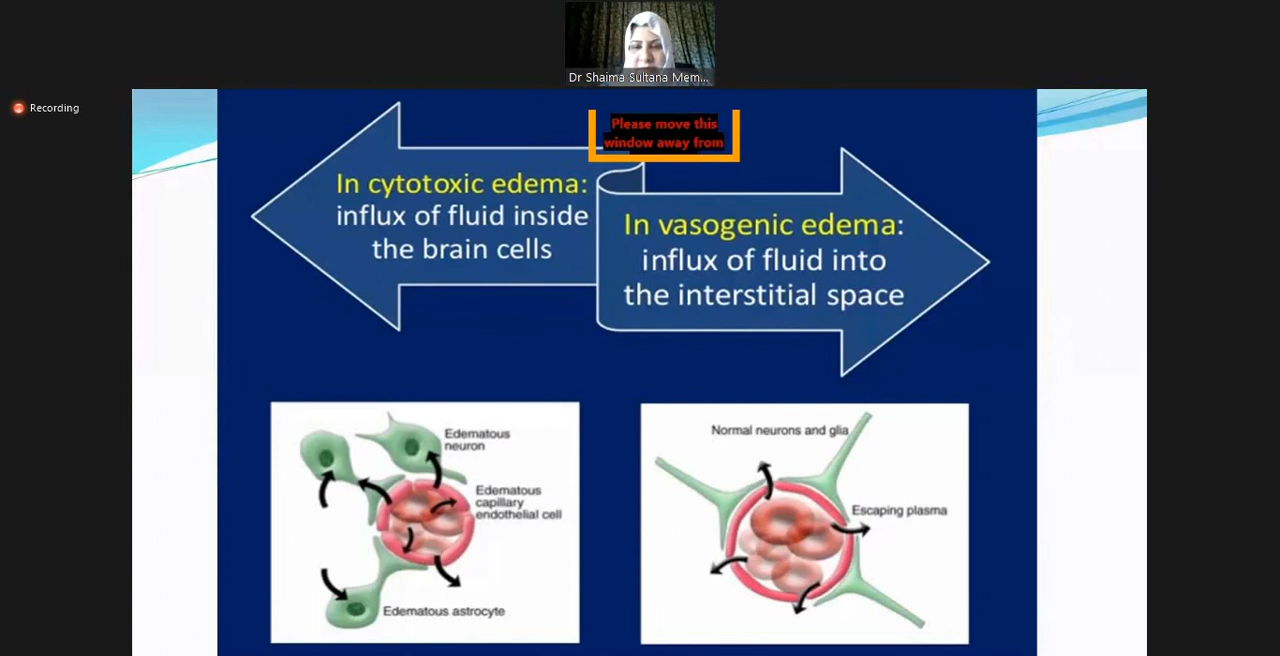 Dr Shaima Sultana Mem...
Recording
Please move this
window away from
In cytotoxic edema:
influx of fluid inside
the brain cells
In vasogenic edema:
influx of fluid into
the interstitial space
Edematous
neuron
Edematous
capillary
endothelial cell
Edematous astrocyte
Normal neurons and glia
Escaping plasma